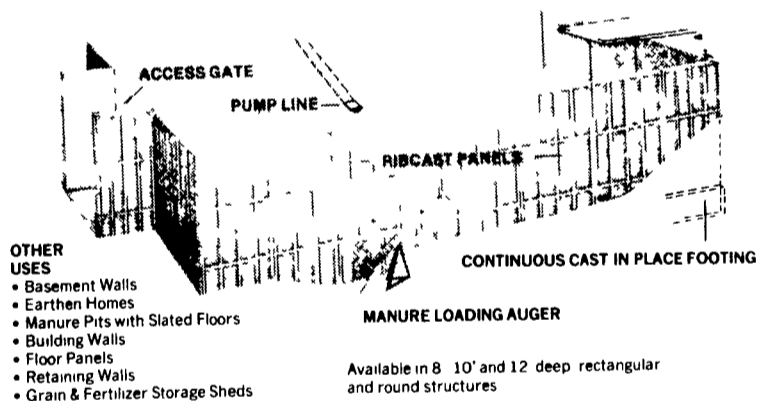 ACCESS GATE
PUMP LINE
RIBCAST PANELS
CONTINUOUS CAST IN PLACE FOOTING
MANURE LOADING AUGER
OTHER
USES
• Basement Walls
• Earthen Homes
• Manure Pits with Slated Floors
• Building Walls
• Floor Panels
• Retaining Walls
• Grain & Fertilizer Storage Sheds
Available in 8 10' and 12 deep rectangular
and round structures